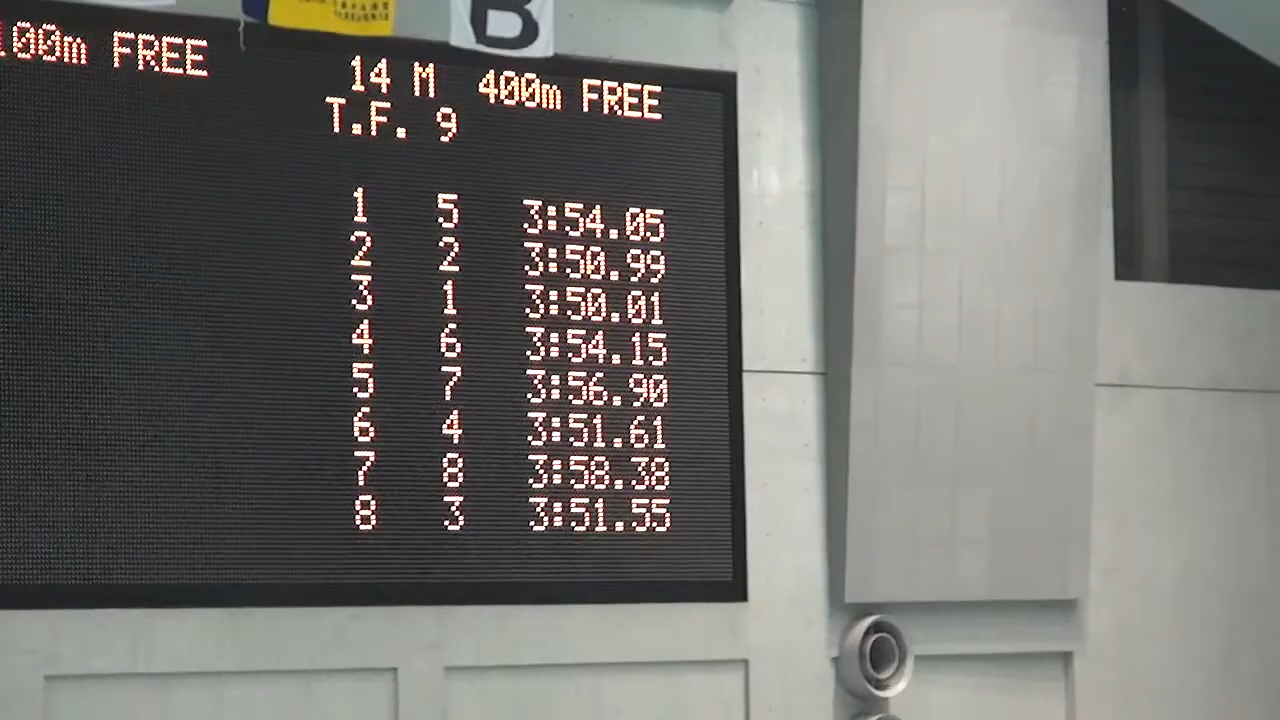 100m FREE
14 M 400m FREE
T.F. 9
1 5 3:54.05
2 2 3:50.99
3 1 3:50.01
4 6 3:54.15
5 7 3:56.90
6 4 3:51.61
7 8 3:58.38
8 3 3:51.55
B